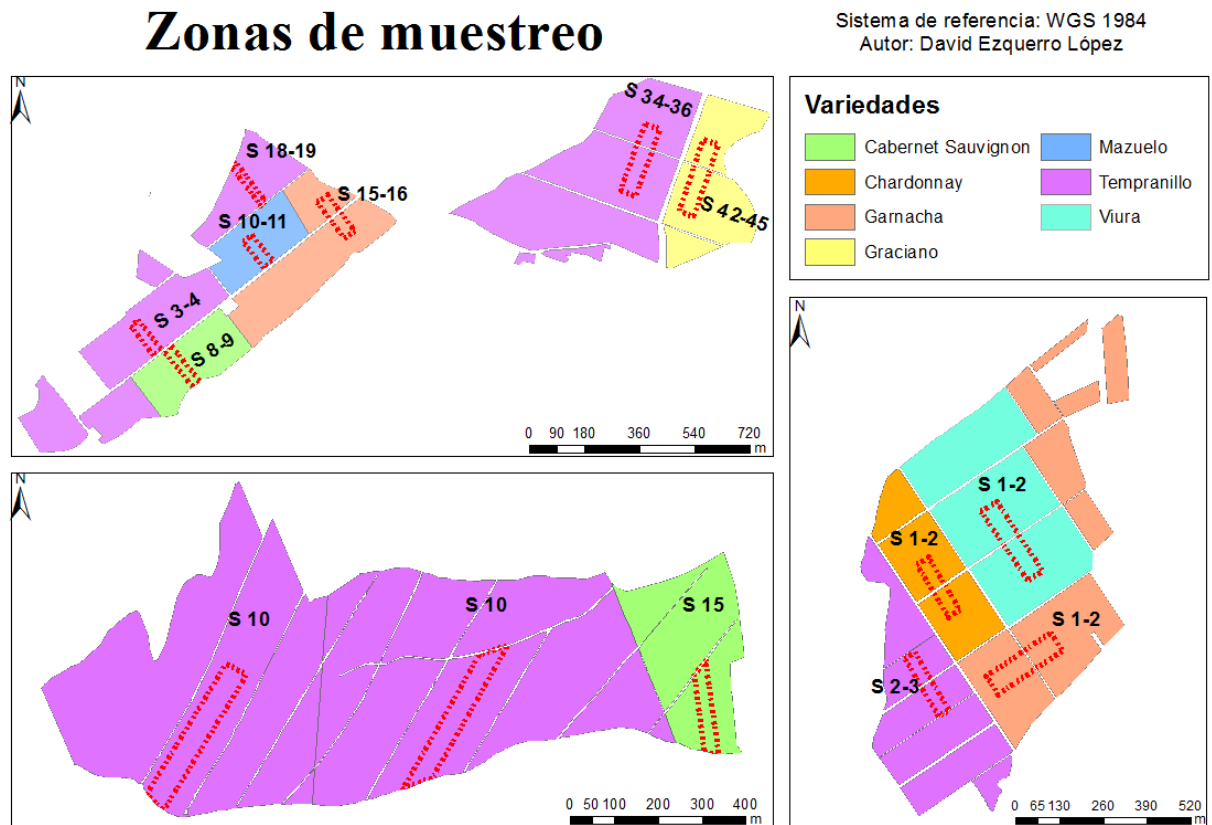 Zonas de muestreo
Sistema de referencia: WGS 1984
Autor: David Ezquerro López
N
S 18-19
S 15-16
S 10-11
S 3-4
S 8-9
S 34-36
S 42-45
0 90 180 360 540 720
m
Variedades
Cabernet Sauvignon
Mazuelo
Chardonnay
Tempranillo
Garnacha
Viura
Graciano
N
S 10
S 10
S 15
0 50 100 200 300 400
m
N
S 1-2
S 1-2
S 1-2
S 2-3
0 65 130 260 390 520
m